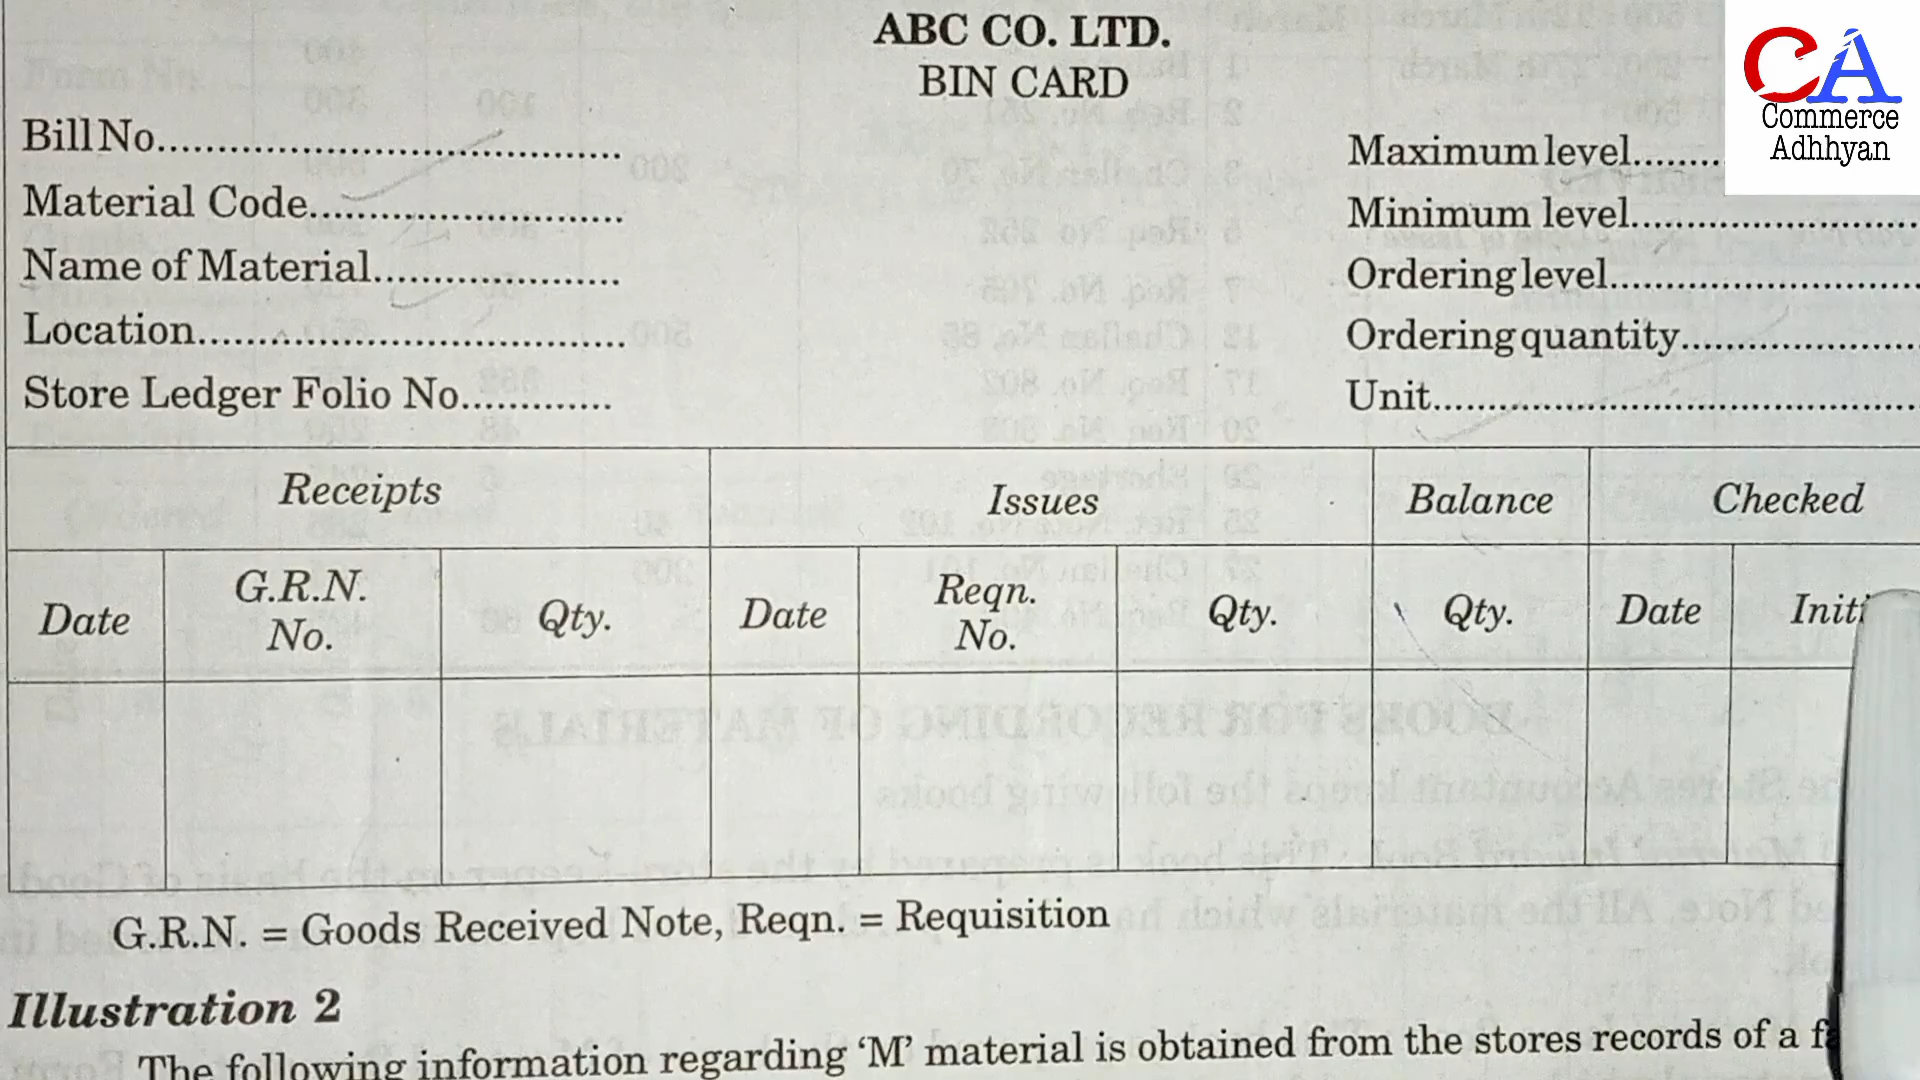 ABC CO. LTD.
BIN CARD
CA
Commerce
Adhhyan
Bill No.......................................
Material Code..........................
Name of Material.....................
Location....................................
Store Ledger Folio No.............
Maximum level........
Minimum level........................
Ordering level..........................
Ordering quantity....................
Unit........................................
Receipts Issues Balance Checked
Date G.R.N. No. Qty. Date Reqn. No. Qty. Qty. Date Initi
G.R.N. = Goods Received Note, Reqn. = Requisition
Illustration 2
The following information regarding ‘M’ material is obtained from the stores records of a